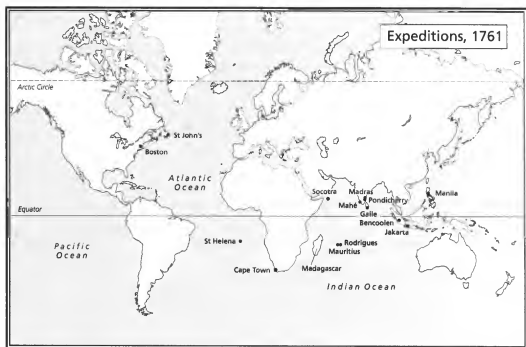 Expeditions, 1761
Arctic Circle
St John's
Boston
Atlantic
Ocean
Socotra
Madras
Pondicherry
Manila
Mahé
Galle
Equator
Bencoolen
Jakarta
St Helena
Rodrigues
Mauritius
Pacific
Ocean
Cape Town
Madagascar
Indian Ocean